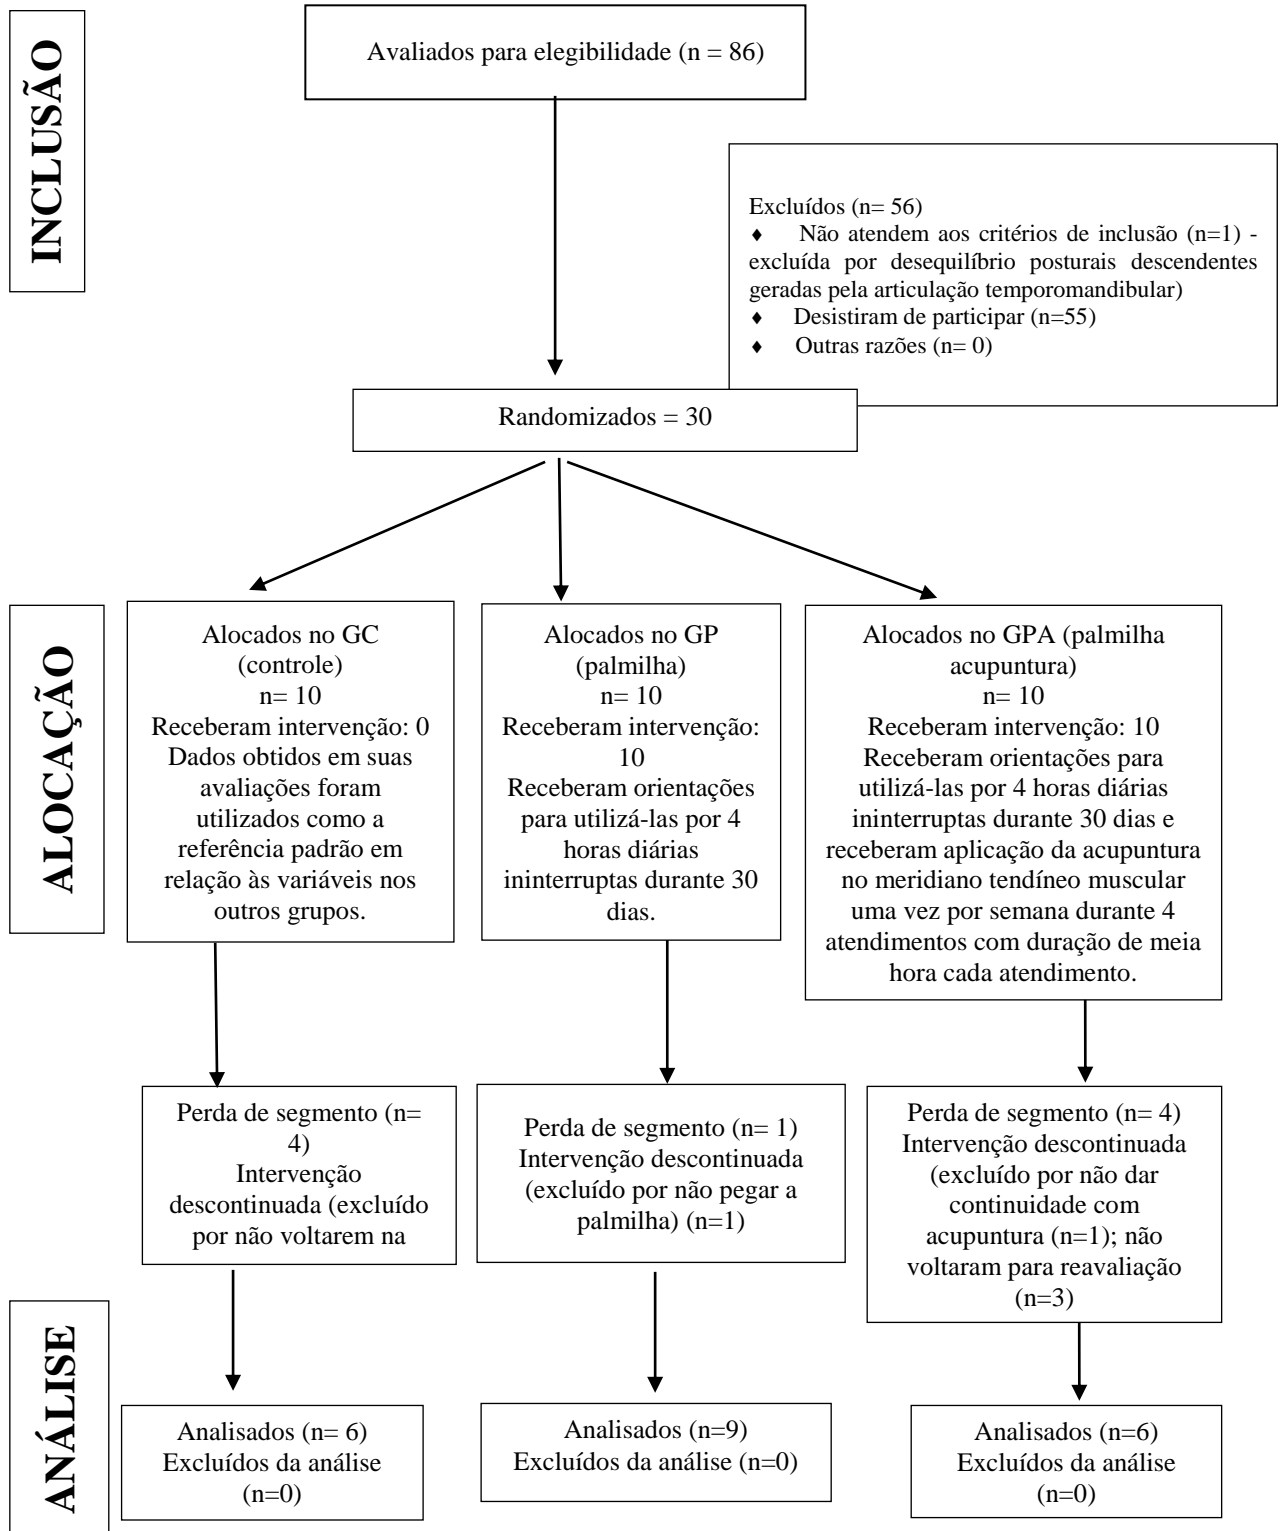 INCLUSÃO
Avaliados para elegibilidade (n = 86)
Excluídos (n= 56)
♦ Não atendem aos critérios de inclusão (n=1) -
excluída por desequilíbrio posturais descendentes
geradas pela articulação temporomandibular)
♦ Desistiram de participar (n=55)
♦ Outras razões (n= 0)
Randomizados = 30
ALOCAÇÃO
Alocados no GC
(controle)
n= 10
Receberam intervenção: 0
Dados obtidos em suas
avaliações foram
utilizados como a
referência padrão em
relação às variáveis nos
outros grupos.
Alocados no GP
(palmilha)
n= 10
Receberam intervenção:
10
Receberam orientações
para utilizá-las por 4
horas diárias
ininterruptas durante 30
dias.
Alocados no GPA (palmilha
acupuntura)
n= 10
Receberam intervenção: 10
Receberam orientações para
utilizá-las por 4 horas diárias
ininterruptas durante 30 dias e
receberam aplicação da acupuntura
no meridiano tendíneo muscular
uma vez por semana durante 4
atendimentos com duração de meia
hora cada atendimento.
Perda de segmento (n=
4)
Intervenção
descontinuada (excluído
por não voltarem na
Perda de segmento (n= 1)
Intervenção descontinuada
(excluído por não pegar a
palmilha) (n=1)
Perda de segmento (n= 4)
Intervenção descontinuada
(excluído por não dar
continuidade com
acupuntura (n=1); não
voltaram para reavaliação
(n=3)
ANÁLISE
Analisados (n= 6)
Excluídos da análise
(n=0)
Analisados (n=9)
Excluídos da análise (n=0)
Analisados (n=6)
Excluídos da análise
(n=0)